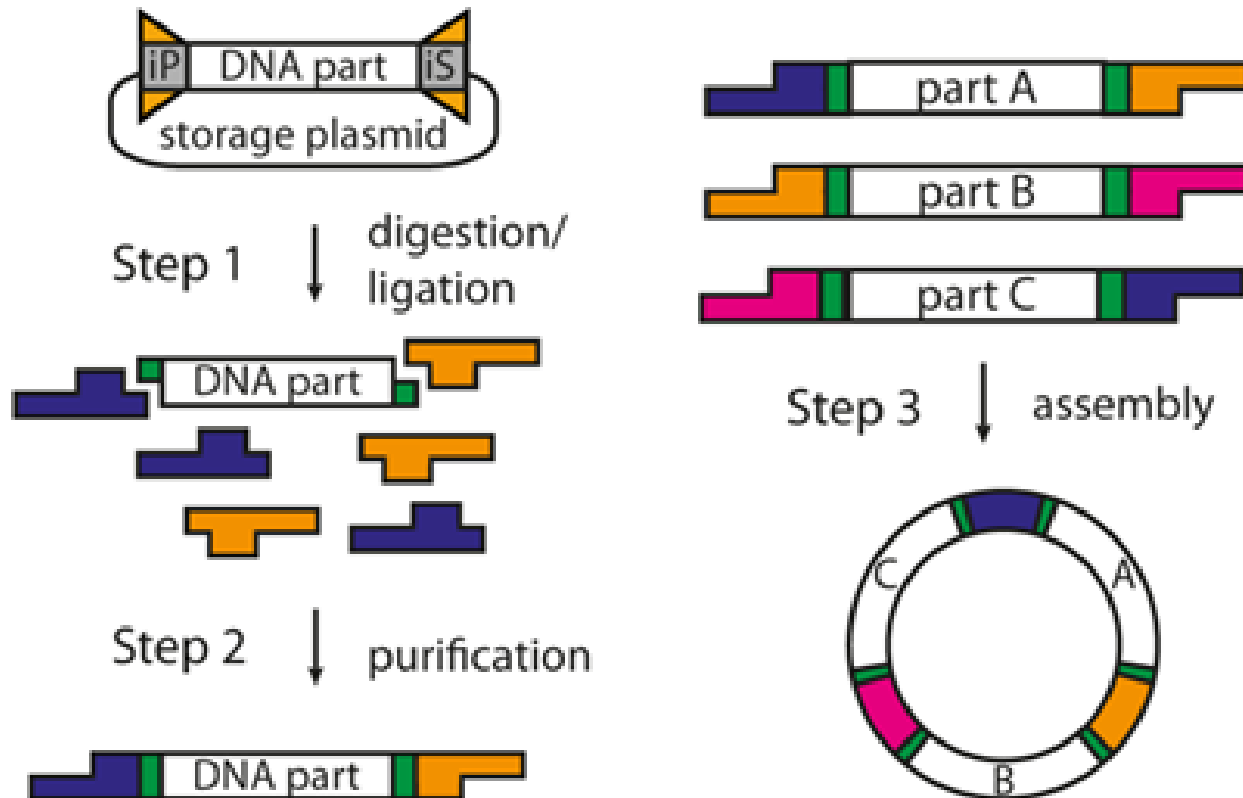 iP DNA part iS
storage plasmid
Step 1
digestion/
ligation
DNA part
Step 2
purification
DNA part
part A
part B
part C
Step 3
assembly
C
A
B